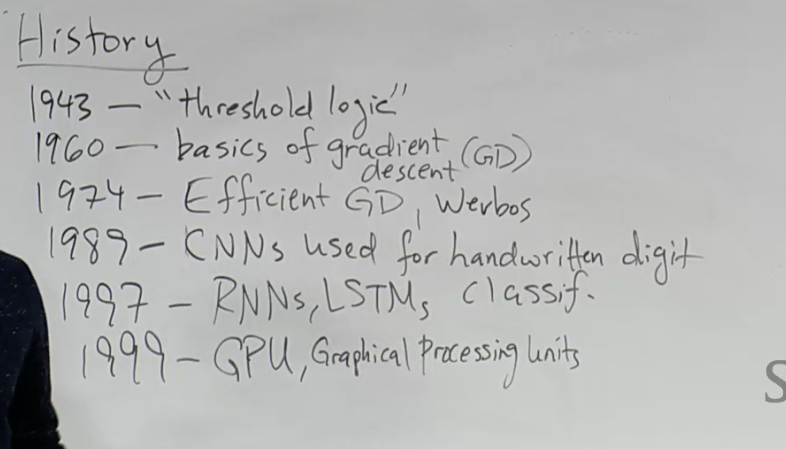 History
1943 — "threshold logic"
1960 — basics of gradient (GD)
descent
1974 – Efficient GD, Werbos
1989 – CNNs used for handwritten digit
1997 – RNNs, LSTMs classif.
1999 – GPU, Graphical Processing Units
S